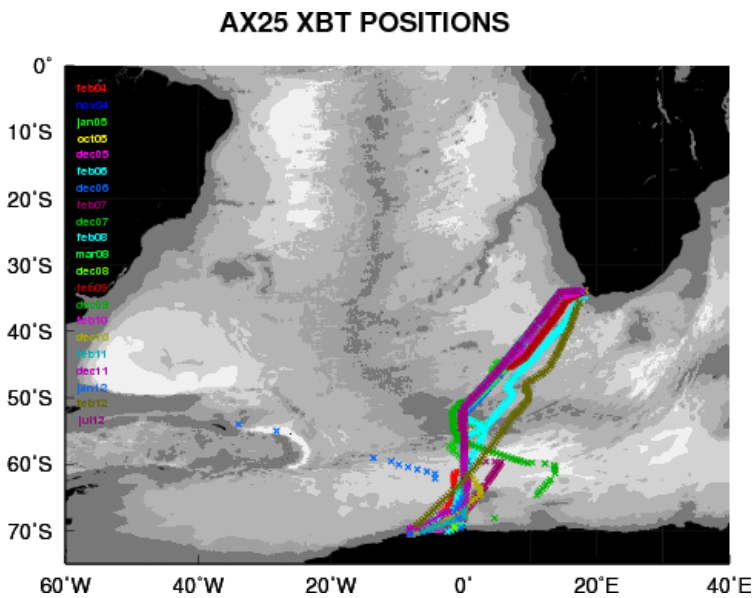 AX25 XBT POSITIONS
0°
10°S
20°S
30°S
40°S
50°S
60°S
70°S
feb04
nov04
jan05
oct05
dec05
feb06
dec06
feb07
dec07
feb08
mar08
dec08
feb09
dec09
feb10
dec10
feb11
dec11
jan12
feb12
jul12
60°W
40°W
20°W
0°
20°E
40°E